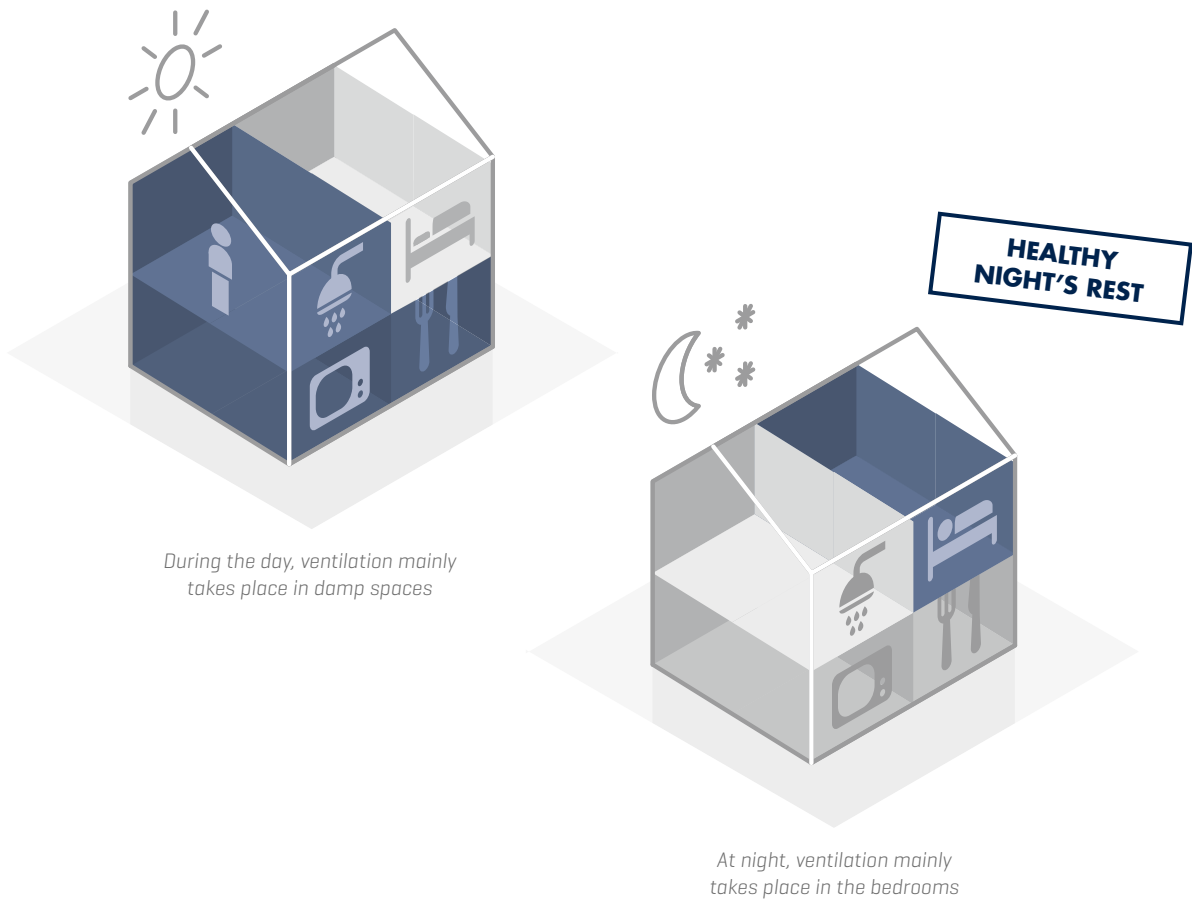 HEALTHY
NIGHT’S REST
During the day, ventilation mainly
takes place in damp spaces
At night, ventilation mainly
takes place in the bedrooms